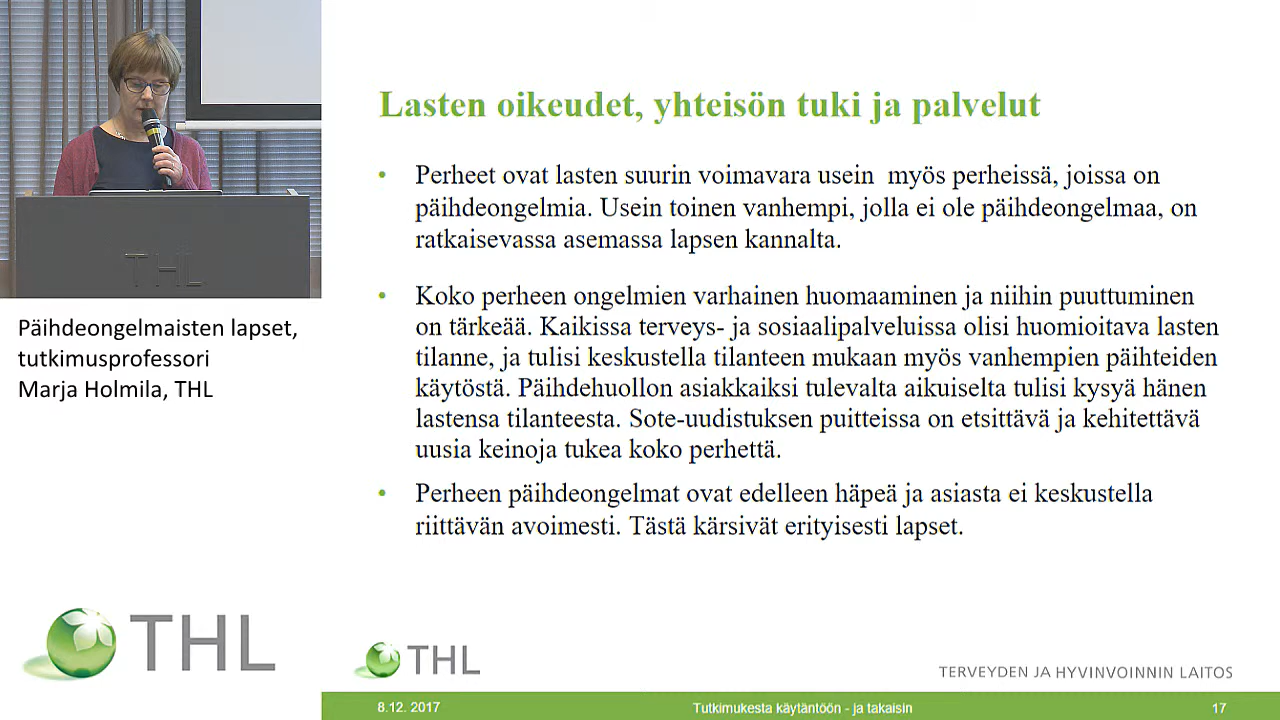 THL
Päihdeongelmaisten lapset,
tutkimusprofessori
Marja Holmila, THL
THL
Lasten oikeudet, yhteisön tuki ja palvelut
• Perheet ovat lasten suurin voimavara usein myös perheissä, joissa on
päihdeongelmia. Usein toinen vanhempi, jolla ei ole päihdeongelmaa, on
ratkaisevassa asemassa lapsen kannalta.
• Koko perheen ongelmien varhainen huomaaminen ja niihin puuttuminen
on tärkeää. Kaikissa terveys- ja sosiaalipalveluissa olisi huomioitava lasten
tilanne, ja tulisi keskustella tilanteen mukaan myös vanhempien päihteiden
käytöstä. Päihdehuollon asiakkaiksi tulevalta aikuiselta tulisi kysyä hänen
lastensa tilanteesta. Sote-uudistuksen puitteissa on etsittävä ja kehitettävä
uusia keinoja tukea koko perhettä.
• Perheen päihdeongelmat ovat edelleen häpeä ja asiasta ei keskustella
riittävän avoimesti. Tästä kärsivät erityisesti lapset.
THL
TERVEYDEN JA HYVINVOINNIN LAITOS
8.12. 2017
Tutkimukesta käytäntöön - ja takaisin
17